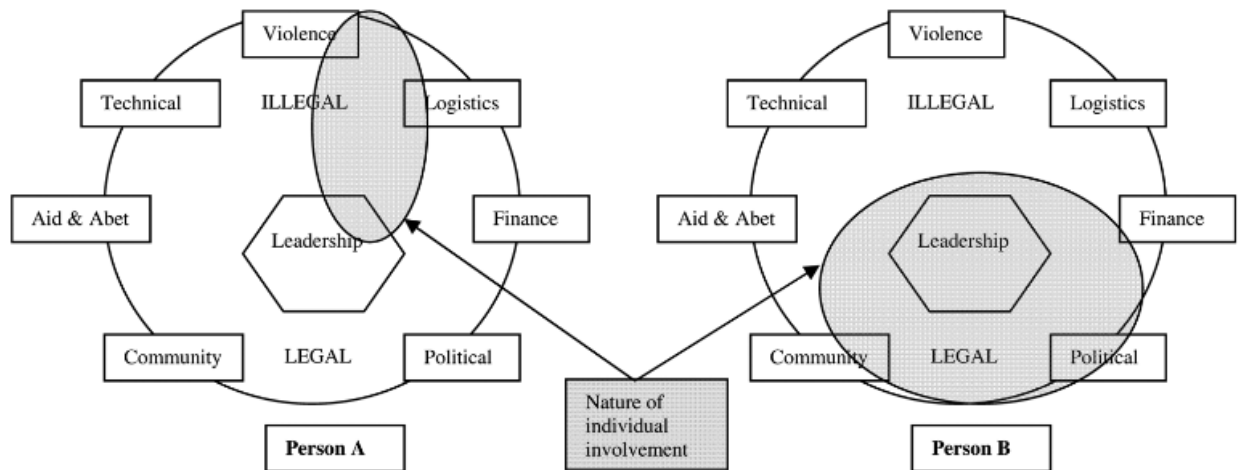 Violence
Technical
ILLEGAL
Logistics
Aid & Abet
Leadership
Finance
Community
LEGAL
Political
Person A
Nature of
individual
involvement
Violence
Technical
ILLEGAL
Logistics
Aid & Abet
Leadership
Finance
Community
LEGAL
Political
Person B